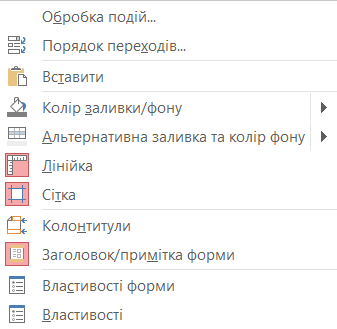 Обробка подій...
Порядок переходів...
Вставити
Колір заливки/фону
Альтернативна заливка та колір фону
Лінійка
Сітка
Колонтитули
Заголовок/примітка форми
Властивості форми
Властивості